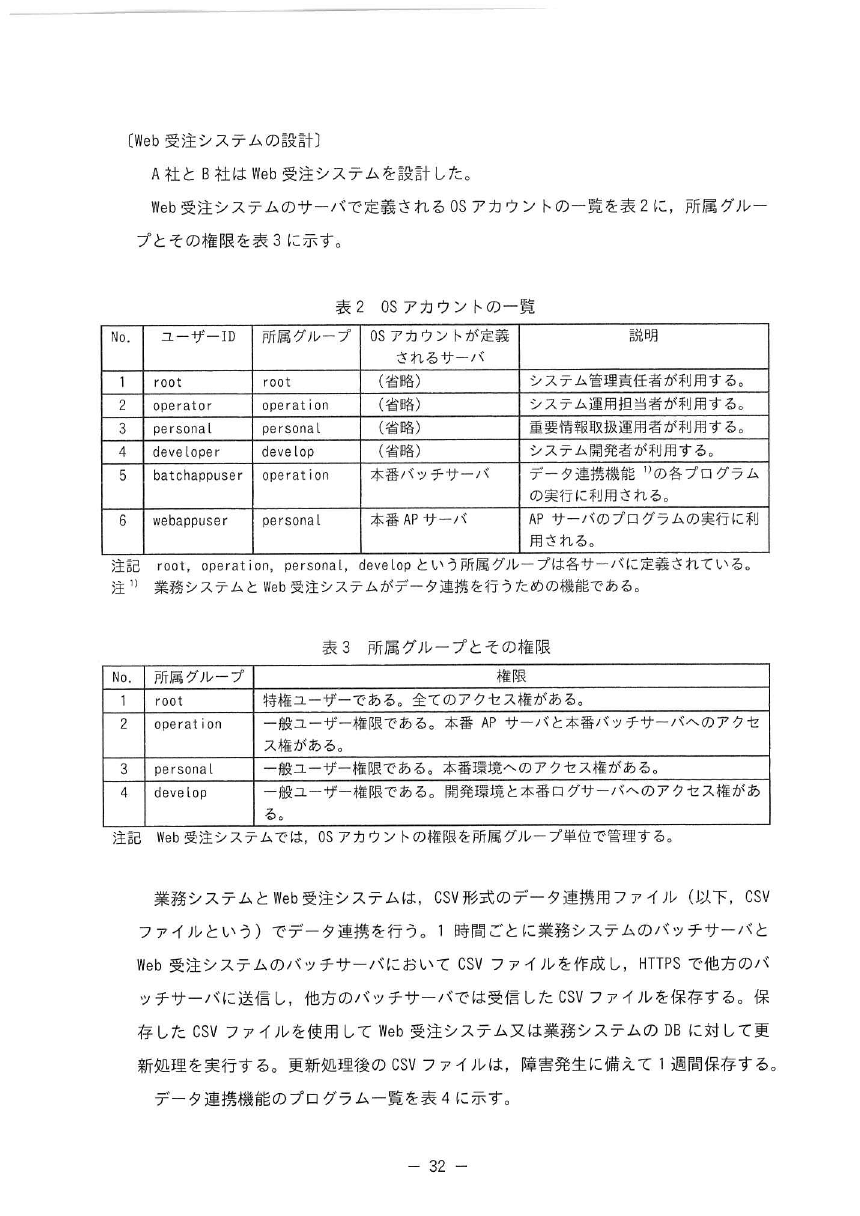 〔Web 受注システムの設計〕
A 社と B 社は Web 受注システムを設計した。
Web 受注システムのサーバで定義される OS アカウントの一覧を表 2 に，所属グルー
プとその権限を表 3 に示す。
表 2　OS アカウントの一覧
No.　ユーザーID　所属グループ　OS アカウントが定義　説明
されるサーバ
1　root　root　（省略）　システム管理責任者が利用する。
2　operator　operation　（省略）　システム運用担当者が利用する。
3　personal　personal　（省略）　重要情報取扱運用者が利用する。
4　developer　develop　（省略）　システム開発者が利用する。
5　batchappuser　operation　本番バッチサーバ　データ連携機能 1)の各プログラム
の実行に利用される。
6　webappuser　personal　本番 AP サーバ　AP サーバのプログラムの実行に利
用される。
注記　root，operation，personal，develop という所属グループは各サーバに定義されている。
注 1)　業務システムと Web 受注システムがデータ連携を行うための機能である。
表 3　所属グループとその権限
No.　所属グループ　権限
1　root　特権ユーザーである。全てのアクセス権がある。
2　operation　一般ユーザー権限である。本番 AP サーバと本番バッチサーバへのアクセ
ス権がある。
3　personal　一般ユーザー権限である。本番環境へのアクセス権がある。
4　develop　一般ユーザー権限である。開発環境と本番ログサーバへのアクセス権があ
る。
注記　Web 受注システムでは，OS アカウントの権限を所属グループ単位で管理する。
業務システムと Web 受注システムは，CSV 形式のデータ連携用ファイル（以下，CSV
ファイルという）でデータ連携を行う。1 時間ごとに業務システムのバッチサーバと
Web 受注システムのバッチサーバにおいて CSV ファイルを作成し，HTTPS で他方のバ
ッチサーバに送信し，他方のバッチサーバでは受信した CSV ファイルを保存する。保
存した CSV ファイルを使用して Web 受注システム又は業務システムの DB に対して更
新処理を実行する。更新処理後の CSV ファイルは，障害発生に備えて 1 週間保存する。
データ連携機能のプログラム一覧を表 4 に示す。
－ 32 －